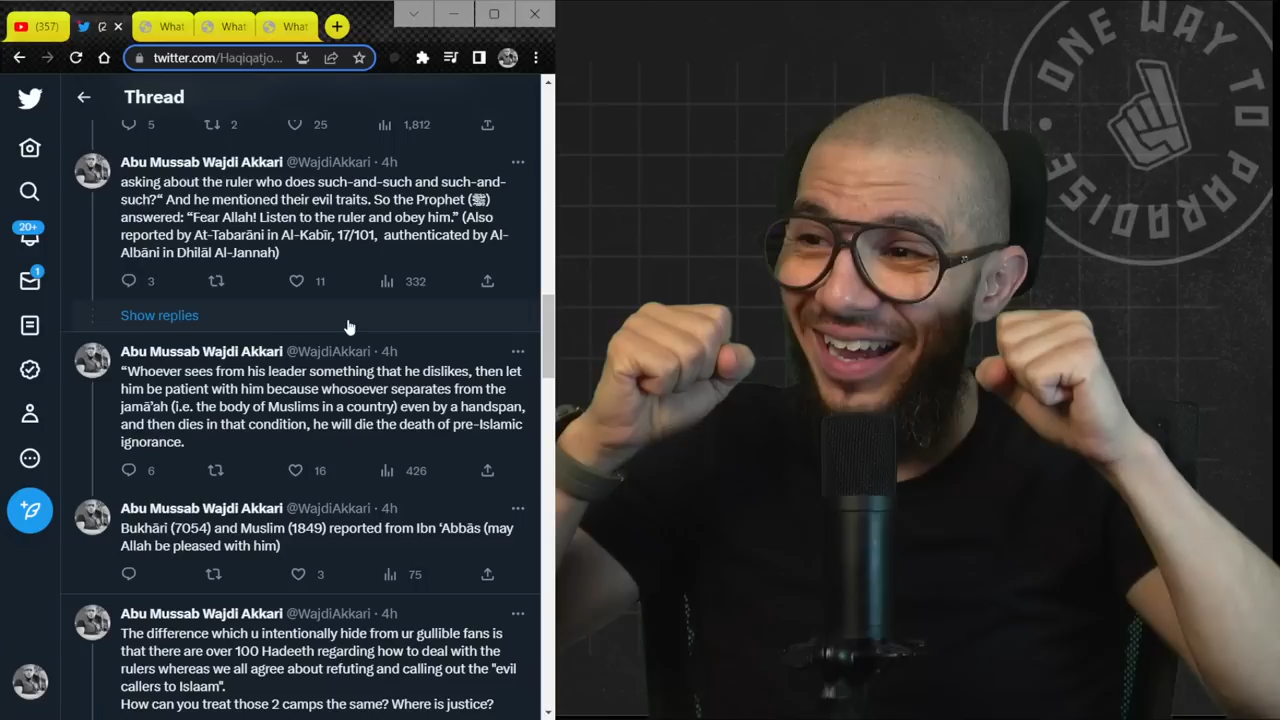 (357)
(2
What
What
What
twitter.com/Haqiqatjo...
ONE WAY TO PARADISE
Thread
5 2 25 1,812
Abu Mussab Wajdi Akkari @WajdiAkkari · 4h
asking about the ruler who does such-and-such and such-and-
such?“ And he mentioned their evil traits. So the Prophet (ﷺ)
answered: “Fear Allah! Listen to the ruler and obey him.” (Also
reported by At-Tabarāni in Al-Kabīr, 17/101, authenticated by Al-
Albāni in Dhilāl Al-Jannah)
3 11 332
Show replies
Abu Mussab Wajdi Akkari @WajdiAkkari · 4h
“Whoever sees from his leader something that he dislikes, then let
him be patient with him because whosoever separates from the
jamā’ah (i.e. the body of Muslims in a country) even by a handspan,
and then dies in that condition, he will die the death of pre-Islamic
ignorance.
6 16 426
Abu Mussab Wajdi Akkari @WajdiAkkari · 4h
Bukhāri (7054) and Muslim (1849) reported from Ibn ‘Abbās (may
Allah be pleased with him)
3 75
Abu Mussab Wajdi Akkari @WajdiAkkari · 4h
The difference which u intentionally hide from ur gullible fans is
that there are over 100 Hadeeth regarding how to deal with the
rulers whereas we all agree about refuting and calling out the "evil
callers to Islaam".
How can you treat those 2 camps the same? Where is justice?
20+
1